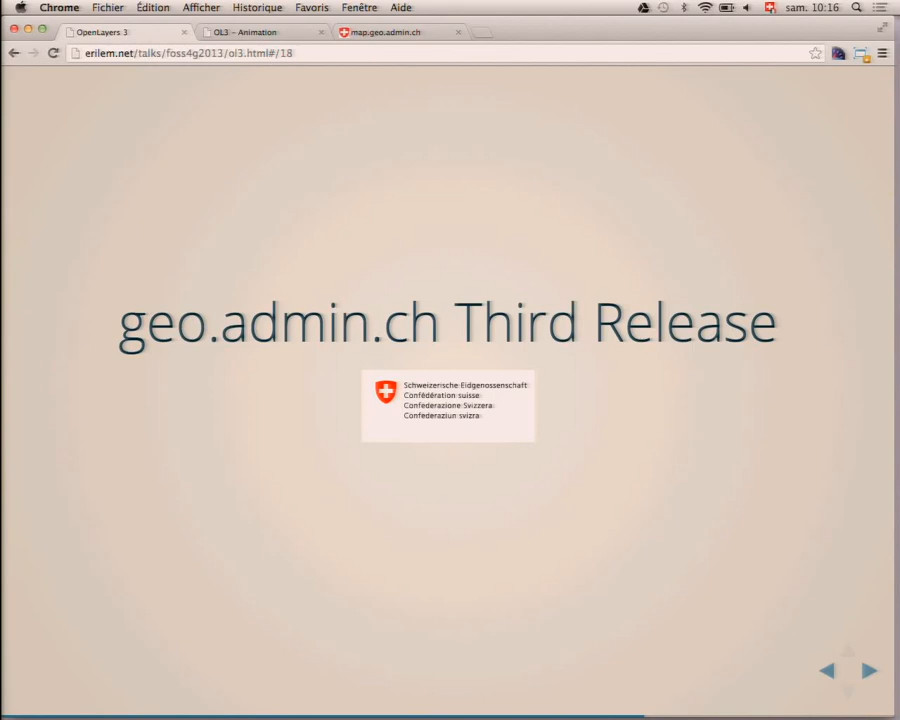 Chrome Fichier Édition Afficher Historique Favoris Fenêtre Aide sam. 10:16
OpenLayers 3
OL3 – Animation
map.geo.admin.ch
erilem.net/talks/foss4g2013/ol3.html#/18
geo.admin.ch Third Release
Schweizerische Eidgenossenschaft
Confédération suisse
Confederazione Svizzera
Confederaziun svizra